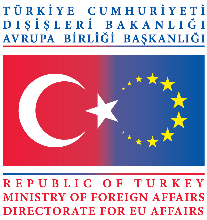 TÜRKİYE CUMHURİYETİ
DIŞİŞLERİ BAKANLIĞI
AVRUPA BİRLİĞİ BAŞKANLIĞI
REPUBLIC OF TURKEY
MINISTRY OF FOREIGN AFFAIRS
DIRECTORATE FOR EU AFFAIRS